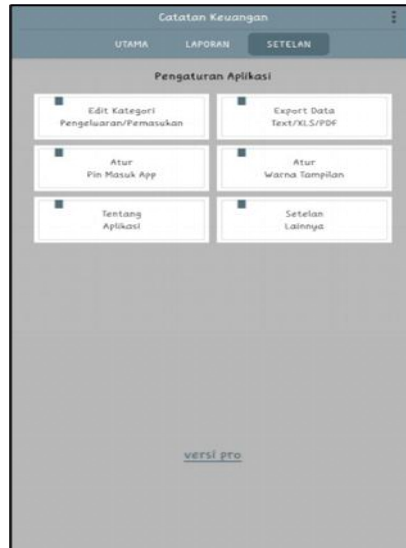 Catatan Keuangan
UTAMA LAPORAN SETELAN
Pengaturan Aplikasi
Edit Kategori
Pengeluaran/Pemasukan
Export Data
Text/XLS/PDF
Atur
Pin Masuk App
Atur
Warna Tampilan
Tentang
Aplikasi
Setelan
Lainnya
versi pro